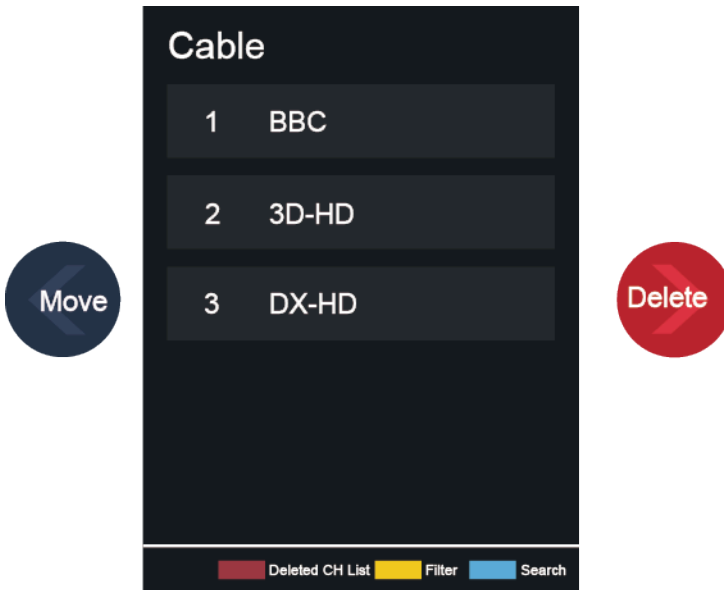 Cable
1 BBC
2 3D-HD
Move
Delete
3 DX-HD
Deleted CH List Filter Search